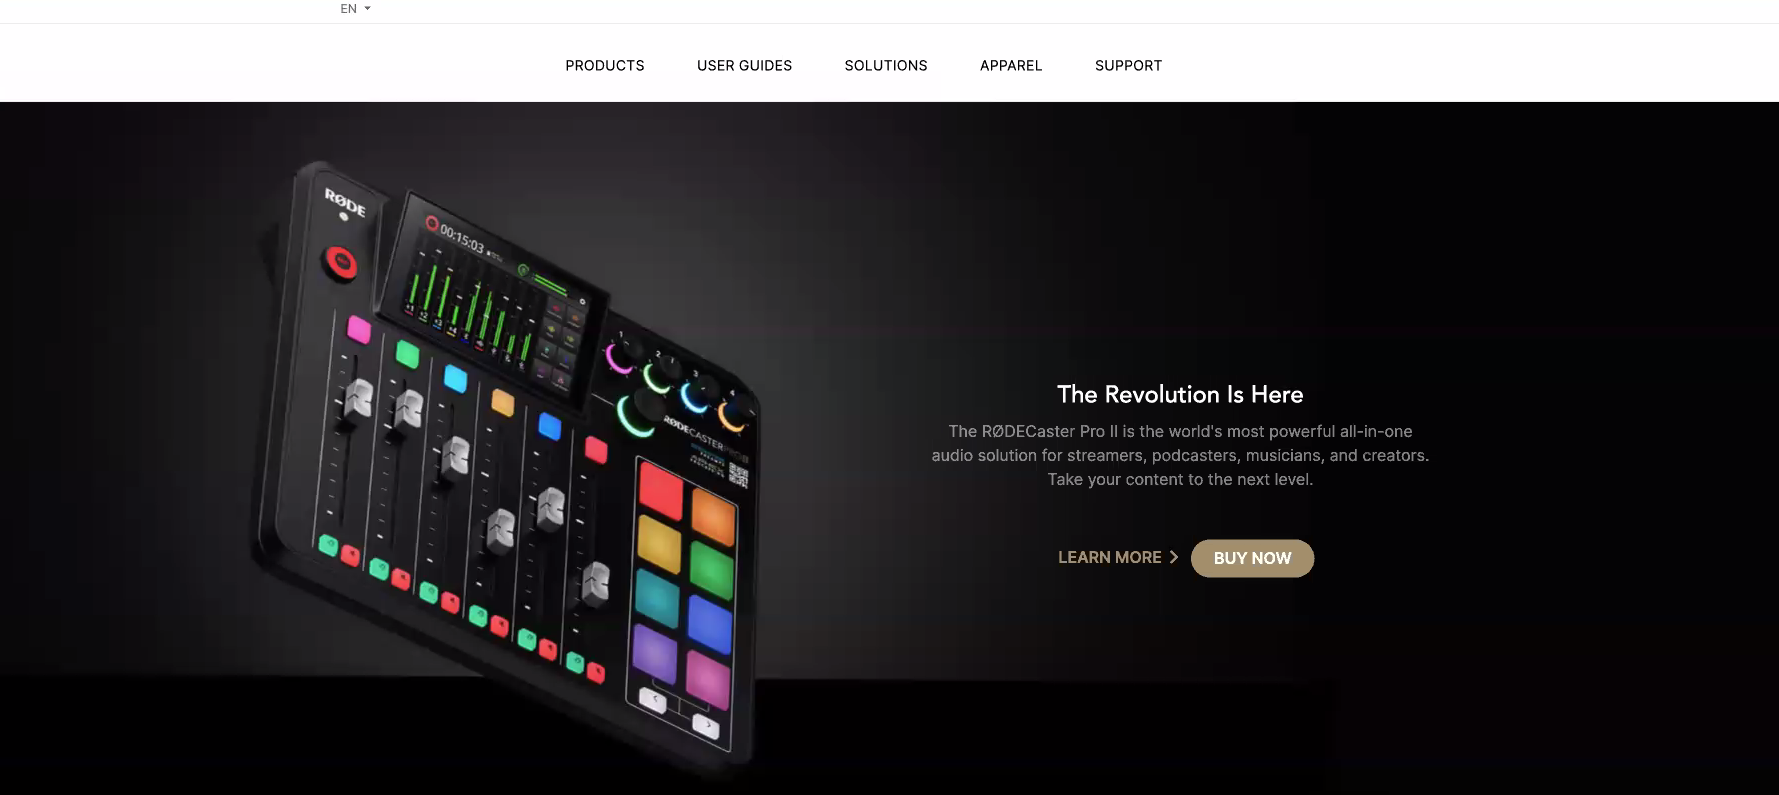 EN
PRODUCTS
USER GUIDES
SOLUTIONS
APPAREL
SUPPORT
RØDE
00:15:03
1
2
3
4
RØDECASTER PRO II
The Revolution Is Here
The RØDECaster Pro II is the world's most powerful all-in-one
audio solution for streamers, podcasters, musicians, and creators.
Take your content to the next level.
LEARN MORE
BUY NOW